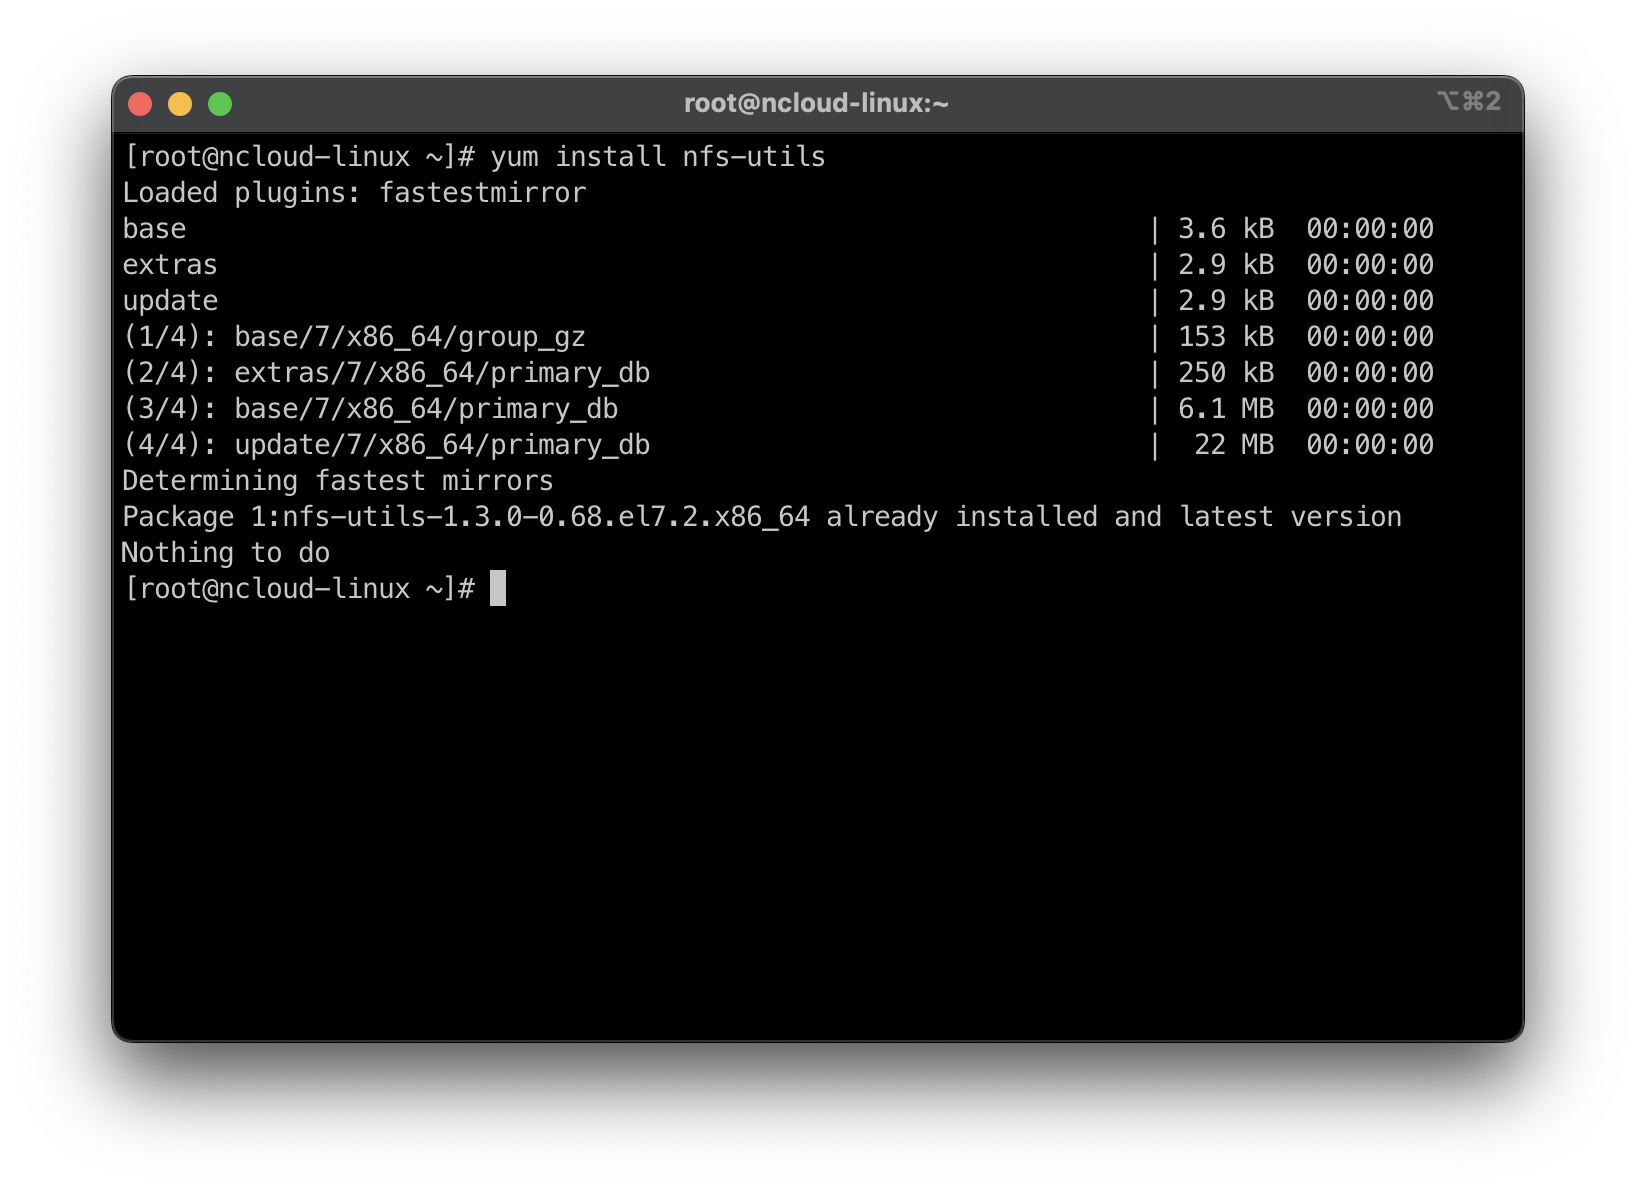 root@ncloud-linux:~
⌥⌘2
[root@ncloud-linux ~]# yum install nfs-utils
Loaded plugins: fastestmirror
base | 3.6 kB 00:00:00
extras | 2.9 kB 00:00:00
update | 2.9 kB 00:00:00
(1/4): base/7/x86_64/group_gz | 153 kB 00:00:00
(2/4): extras/7/x86_64/primary_db | 250 kB 00:00:00
(3/4): base/7/x86_64/primary_db | 6.1 MB 00:00:00
(4/4): update/7/x86_64/primary_db | 22 MB 00:00:00
Determining fastest mirrors
Package 1:nfs-utils-1.3.0-0.68.el7.2.x86_64 already installed and latest version
Nothing to do
[root@ncloud-linux ~]#